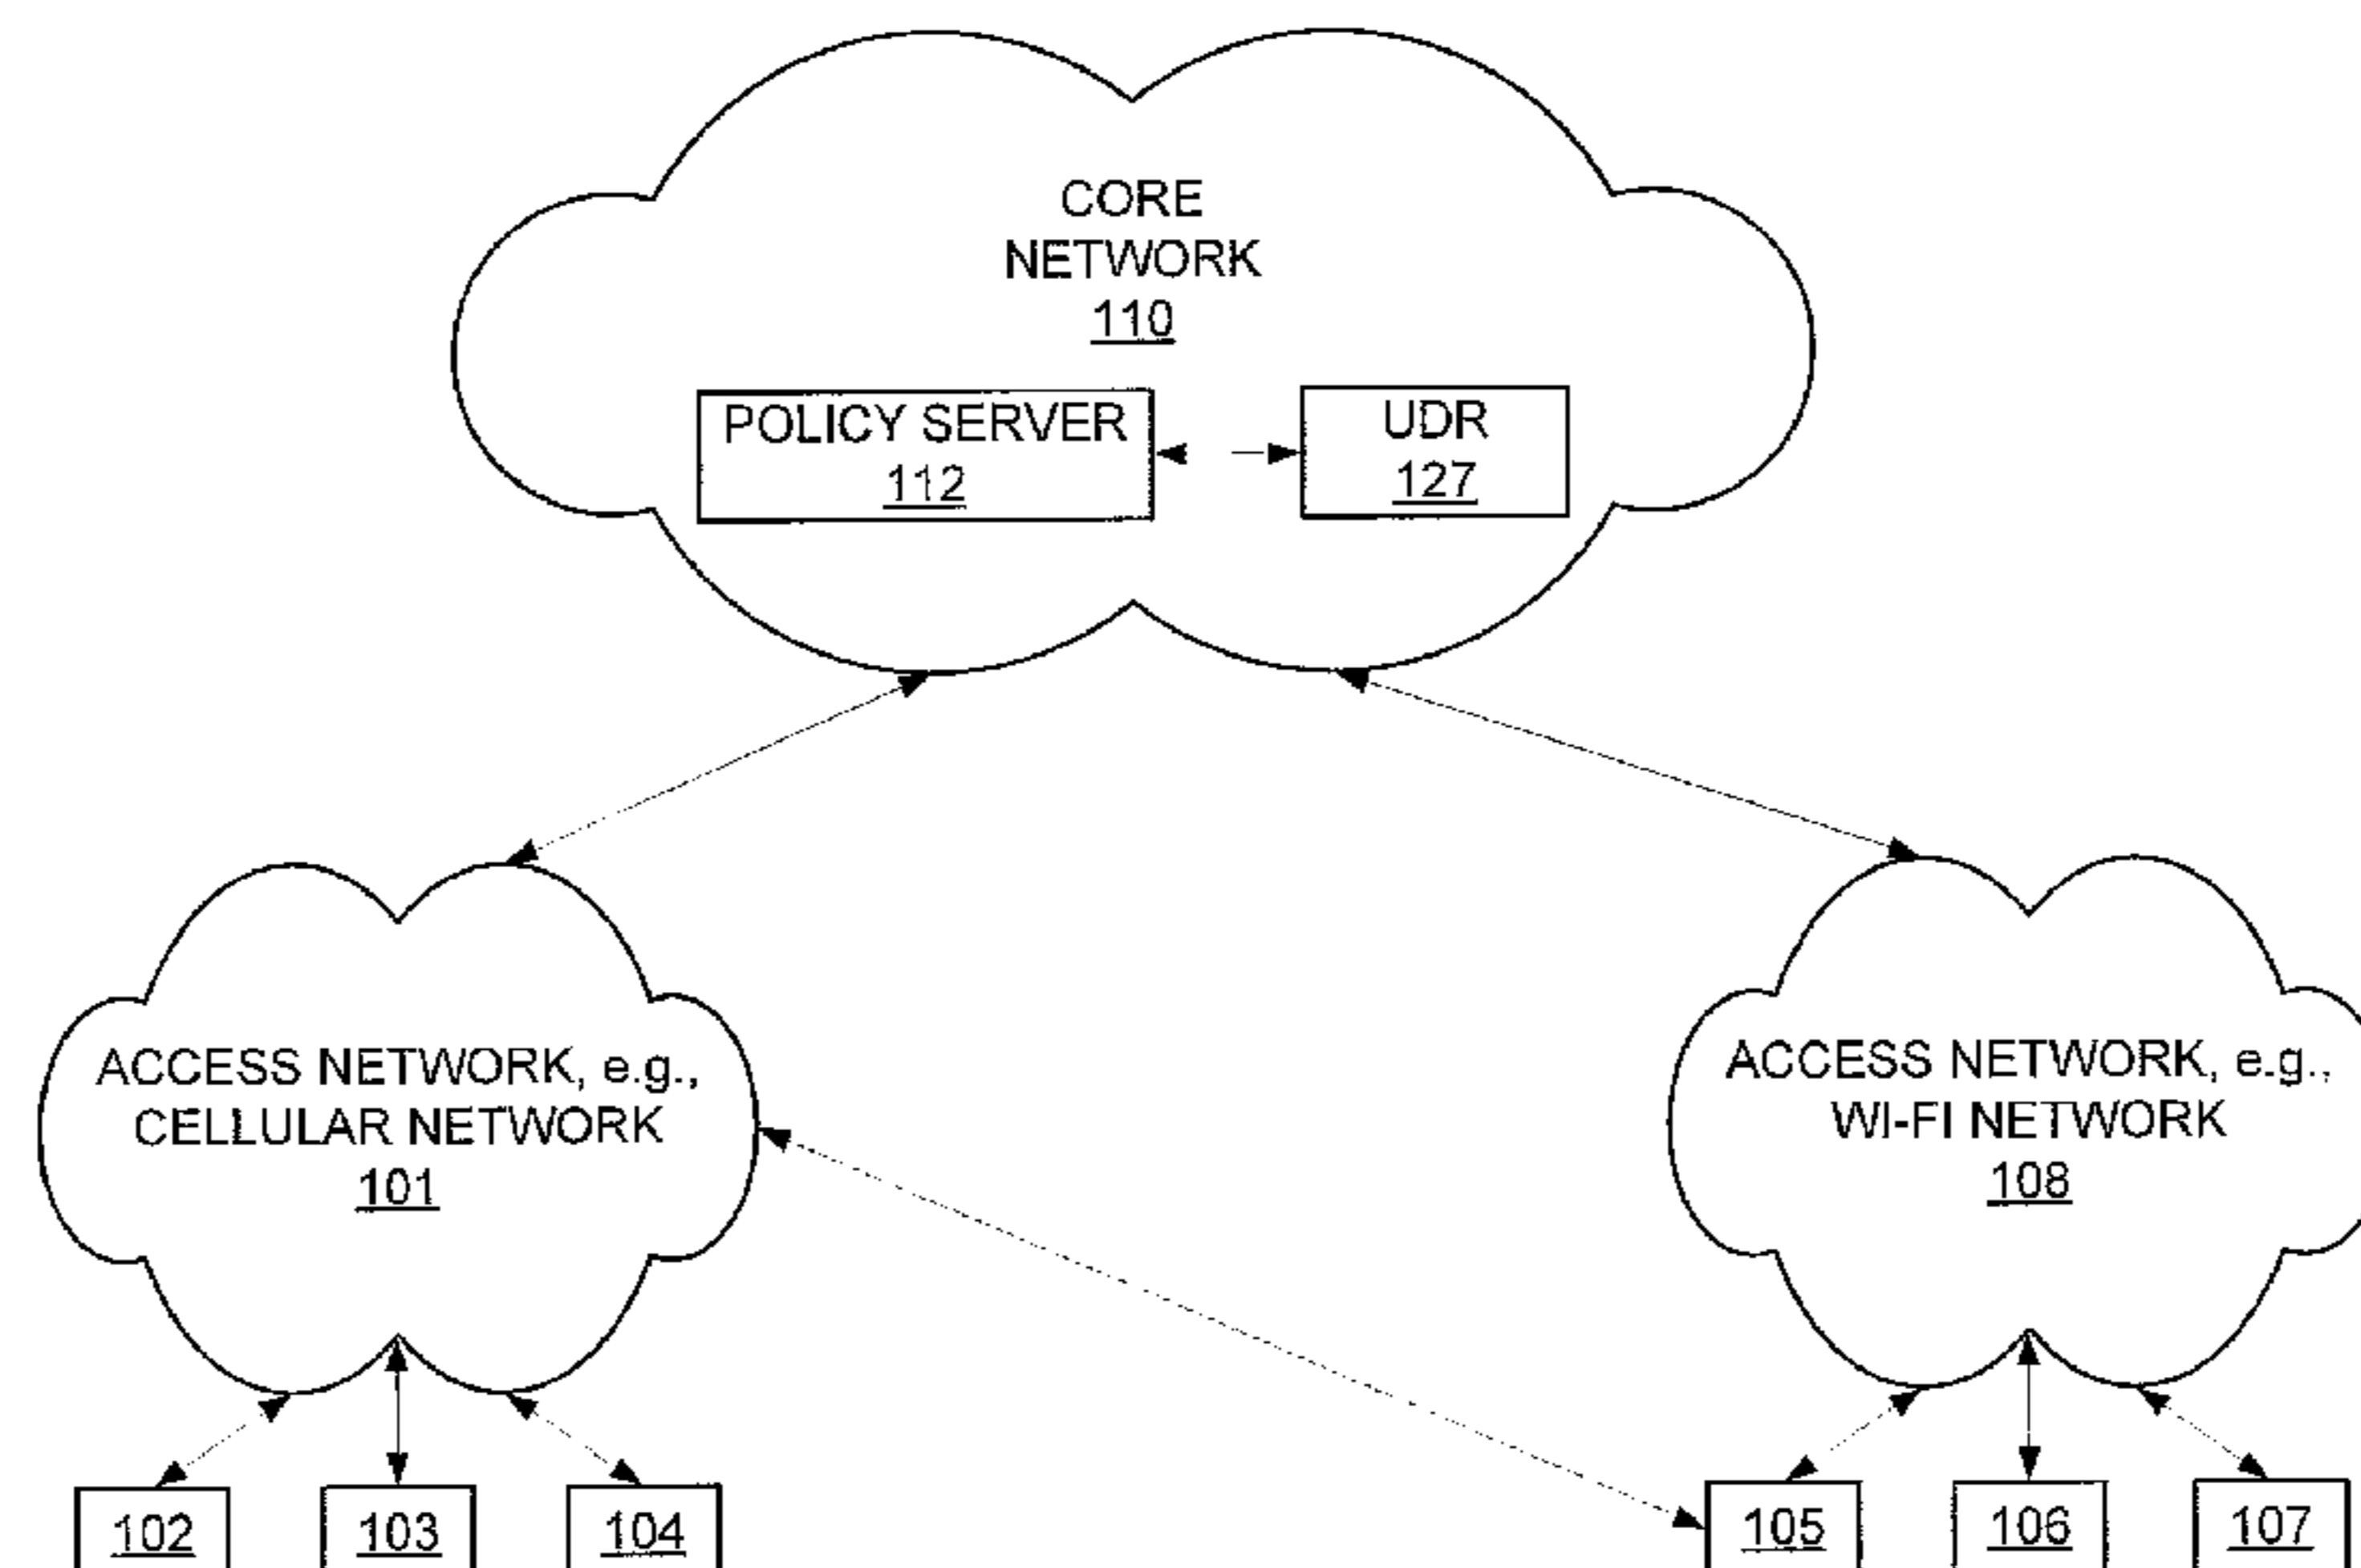 CORE
NETWORK
110
POLICY SERVER
112
UDR
127
ACCESS NETWORK, e.g.,
CELLULAR NETWORK
101
ACCESS NETWORK, e.g.,
WI-FI NETWORK
108
102
103
104
105
106
107